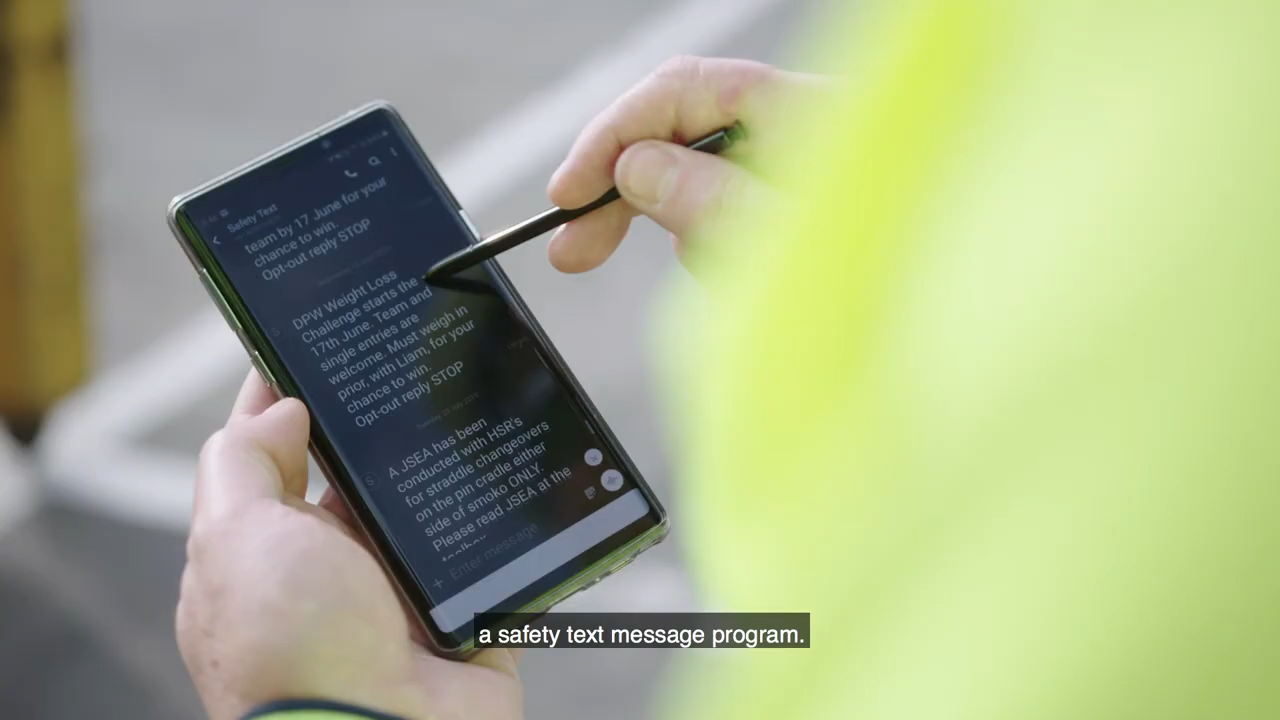 Safety Text
team by 17 June for your
chance to win.
Opt-out reply STOP
DPW Weight Loss
Challenge starts the
17th June. Team and
single entries are
welcome. Must weigh in
prior, with Liam, for your
chance to win.
Opt-out reply STOP
A JSEA has been
conducted with HSR's
for straddle changeovers
on the pin cradle either
side of smoko ONLY.
Please read JSEA at the
toolbox
Enter message
a safety text message program.